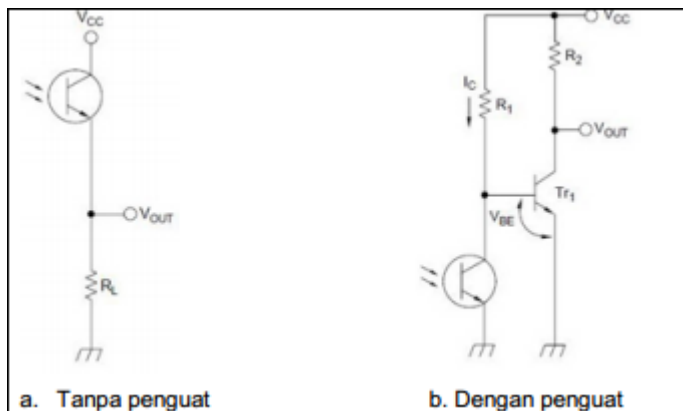 VCC
VOUT
RL
a. Tanpa penguat
VCC
R2
IC
R1
VOUT
Tr1
VBE
b. Dengan penguat